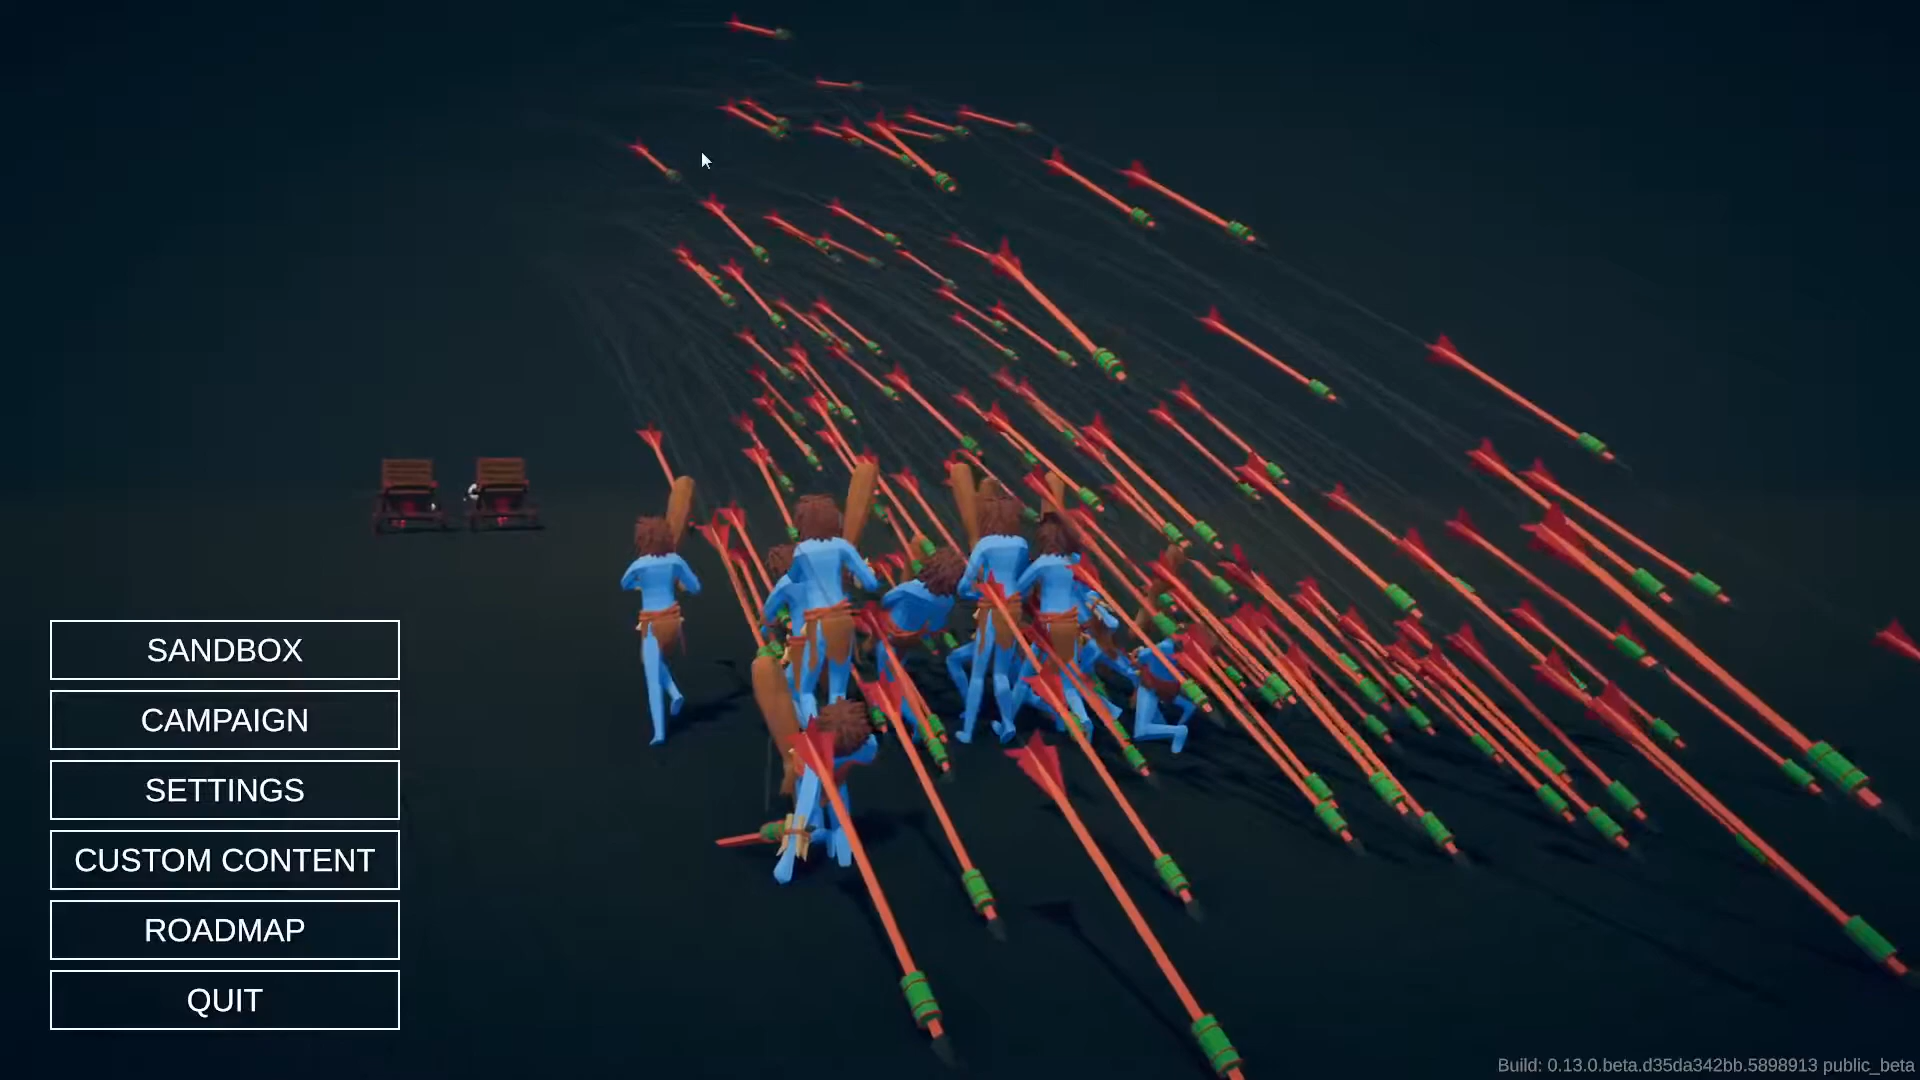 SANDBOX
CAMPAIGN
SETTINGS
CUSTOM CONTENT
ROADMAP
QUIT
Build: 0.13.0.beta.d35da342bb.5898913 public_beta